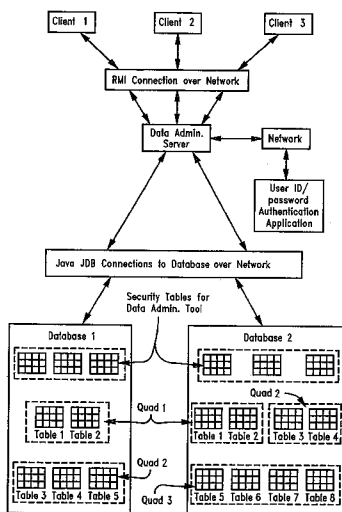 Client 1
Client 2
Client 3
RMI Connection over Network
Data Admin.
Server
Network
User ID/
password
Authentication
Application
Java JDB Connections to Database over Network
Security Tables for
Data Admin. Tool
Database 1
Database 2
Quad 2
Quad 1
Table 1 Table 2
Table 1 Table 2
Table 3 Table 4
Quad 2
Table 3 Table 4 Table 5
Quad 3
Table 5 Table 6 Table 7 Table 8